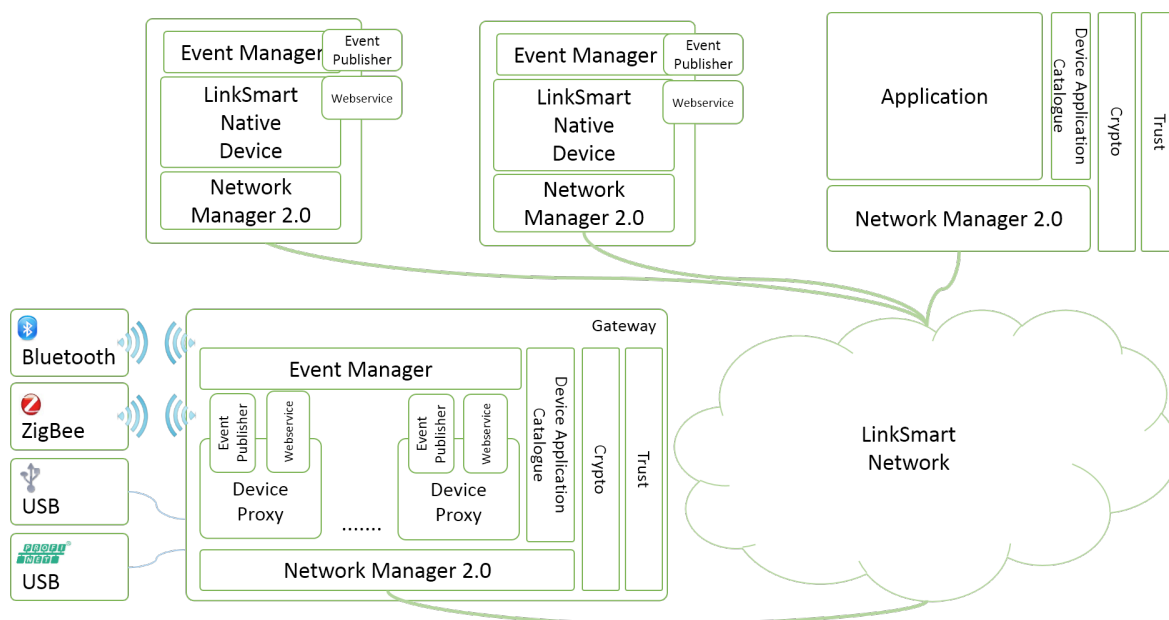 Event Manager
Event
Publisher
Webservice
LinkSmart
Native
Device
Network
Manager 2.0
Event Manager
Event
Publisher
Webservice
LinkSmart
Native
Device
Network
Manager 2.0
Application
Device Application
Catalogue
Crypto
Trust
Network Manager 2.0
Bluetooth
ZigBee
USB
PROFI
NET®
USB
Gateway
Event Manager
Event
Publisher
Webservice
Device
Proxy
.......
Event
Publisher
Webservice
Device
Proxy
Device Application
Catalogue
Crypto
Trust
Network Manager 2.0
LinkSmart
Network